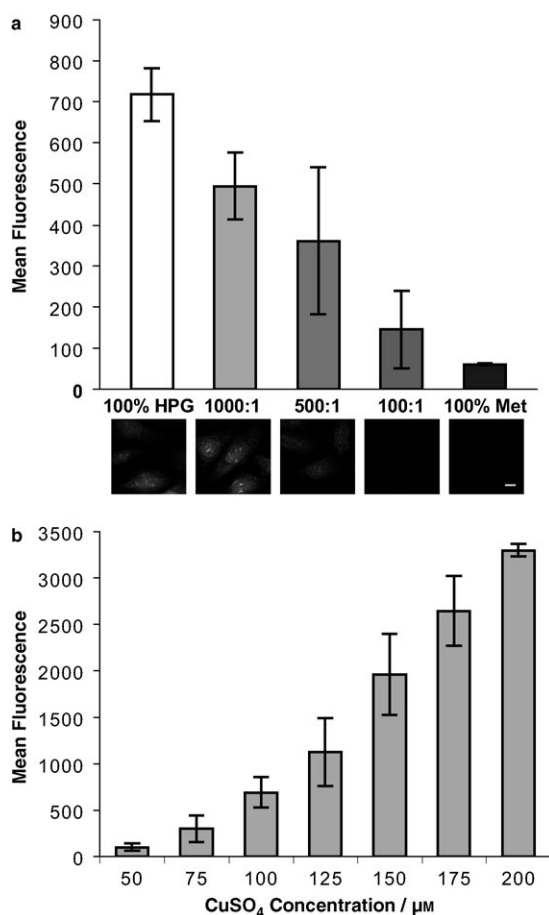 a
900
800
700
600
500
400
300
200
100
0
Mean Fluorescence
100% HPG 1000:1 500:1 100:1 100% Met
b
3500
3000
2500
2000
1500
1000
500
0
Mean Fluorescence
50 75 100 125 150 175 200
CuSO₄ Concentration / µM